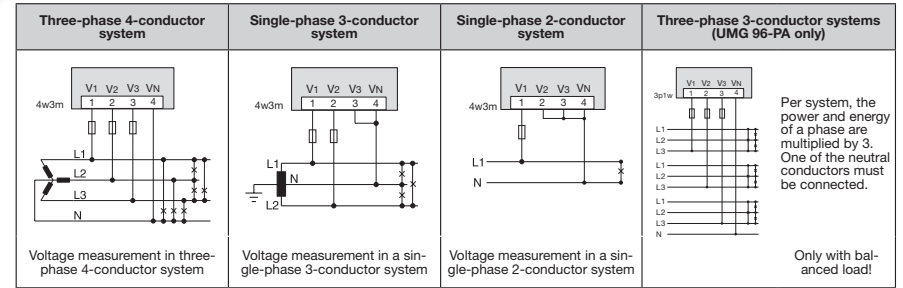 Three-phase 4-conductor
system
Single-phase 3-conductor
system
Single-phase 2-conductor
system
Three-phase 3-conductor systems
(UMG 96-PA only)
V1 V2 V3 VN
4w3m 1 2 3 4
L1
L2
L3
N
V1 V2 V3 VN
4w3m 1 2 3 4
L1
N
L2
V1 V2 V3 VN
4w3m 1 2 3 4
L1
N
V1 V2 V3 VN
3p1w 1 2 3 4
L1
L2
L3
L1
L2
L3
L1
L2
L3
N
Per system, the
power and energy
of a phase are
multiplied by 3.
One of the neutral
conductors must
be connected.
Voltage measurement in three-
phase 4-conductor system
Voltage measurement in a sin-
gle-phase 3-conductor system
Voltage measurement in a sin-
gle-phase 2-conductor system
Only with bal-
anced load!